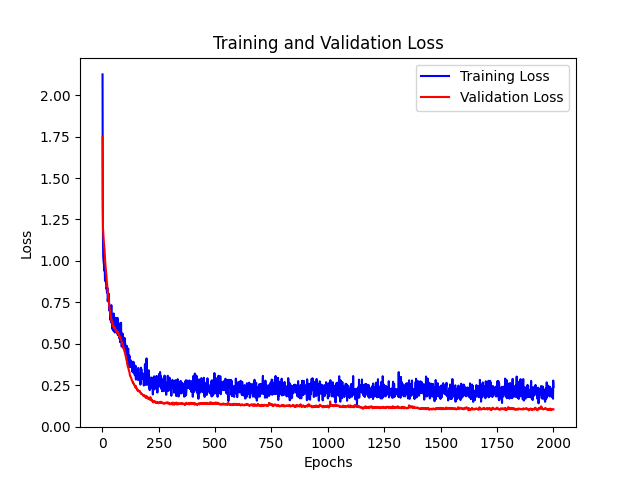 Training and Validation Loss
Training Loss
Validation Loss
2.00
1.75
1.50
1.25
1.00
0.75
0.50
0.25
0.00
Loss
0 250 500 750 1000 1250 1500 1750 2000
Epochs